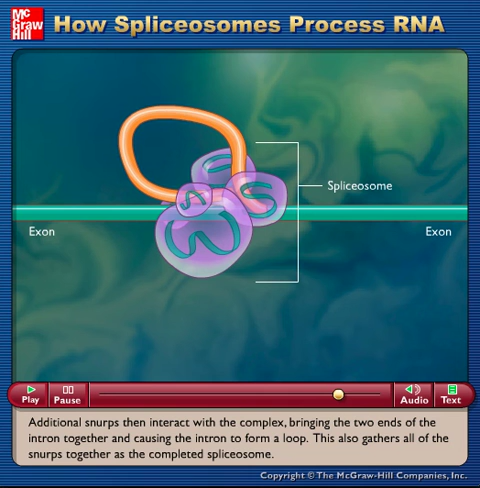 Mc
Graw
Hill
How Spliceosomes Process RNA
Spliceosome
Exon
Exon
Play
Pause
Audio
Text
Additional snurps then interact with the complex, bringing the two ends of the
intron together and causing the intron to form a loop. This also gathers all of the
snurps together as the completed spliceosome.
Copyright © The McGraw-Hill Companies, Inc.